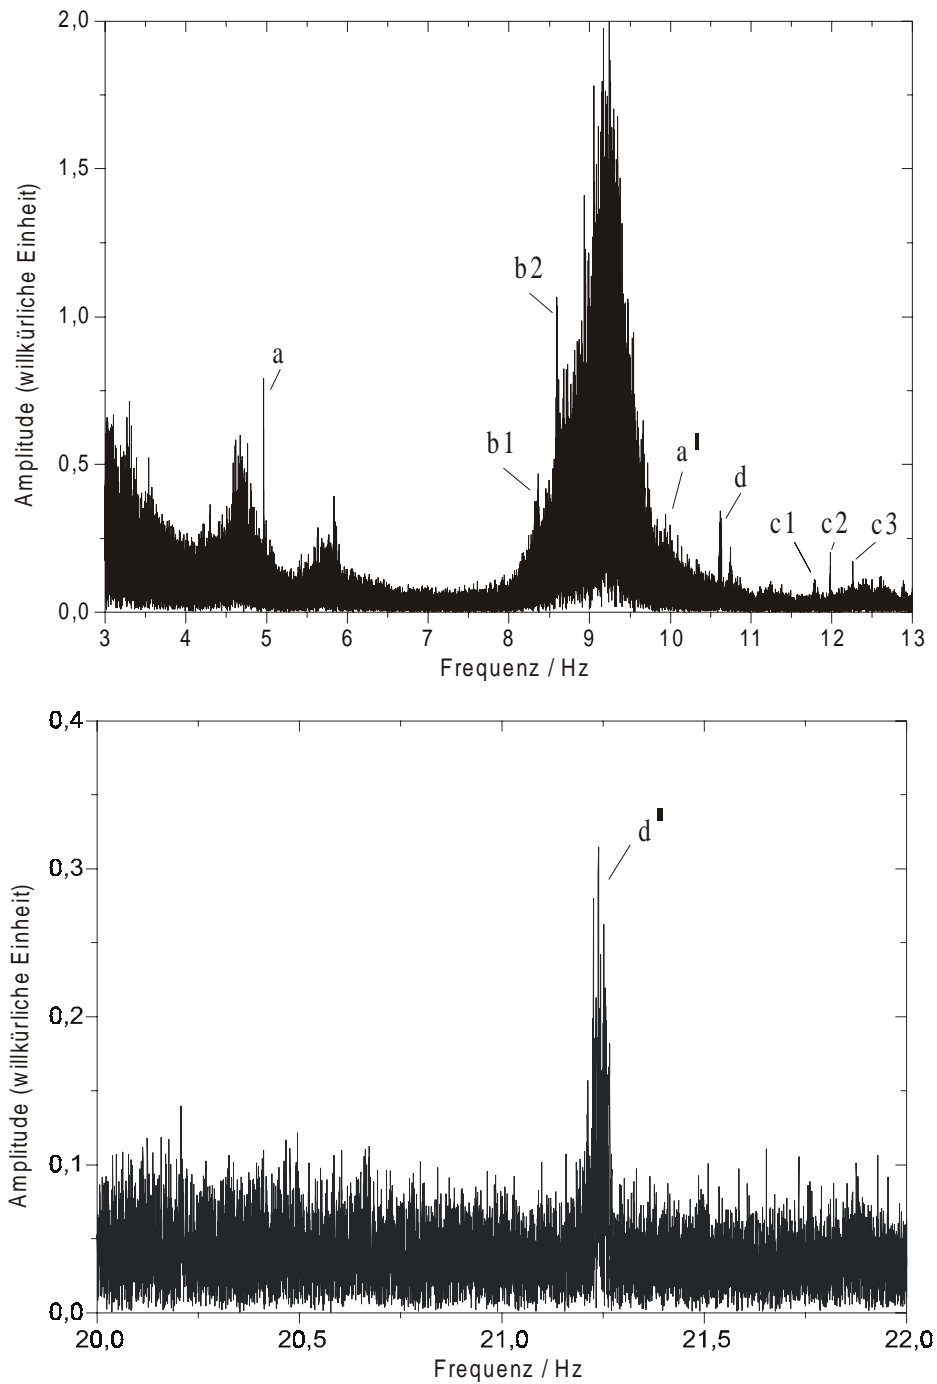 2,0
1,5
1,0
0,5
0,0
Amplitude (willkürliche Einheit)
b2
a
b1
a'
d
c1 c2 c3
3 4 5 6 7 8 9 10 11 12 13
Frequenz / Hz
0,4
0,3
0,2
0,1
0,0
Amplitude (willkürliche Einheit)
d'
20,0 20,5 21,0 21,5 22,0
Frequenz / Hz